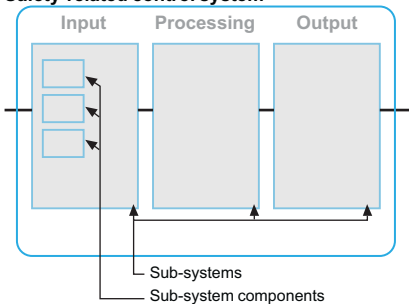 Safety related control system
Input Processing Output
Sub-systems
Sub-system components